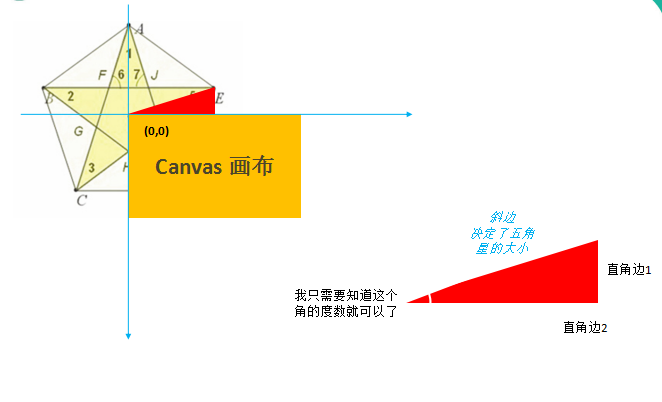 A
1
F 6 7 J
B 2 5 E
G
(0,0)
Canvas 画布
3 H
C
斜边
决定了五角
星的大小
直角边1
我只需要知道这个
角的度数就可以了
直角边2